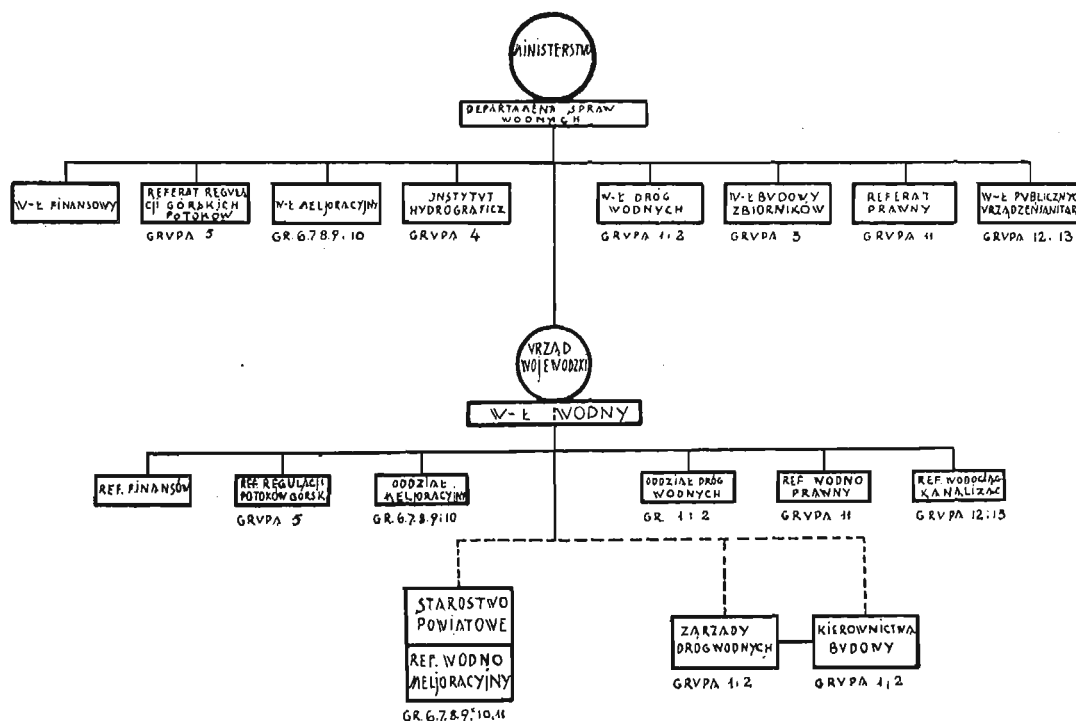 MINISTERSTW
DEPARTAMENT SPRAW
WODNYCH
W-Ł FINANSOWY
REFERAT REGULA
CJI GÓRSKICH
POTOKÓW
GRUPA 5
W-Ł MELJORACYJNY
GR. 6.7.8.9 i 10
JNSTYTUT
HYDROGRAFICZ
GRUPA 4
W-Ł DRÓG
WODNYCH
GRUPA 1 i 2
W-Ł BUDOWY
ZBIORNIKÓW
GRUPA 3
REFERAT
PRAWNY
GRUPA 11
W-Ł PUBLICZNYC
URZĄDZEŃ SANITAR
GRUPA 12 i 13
URZĄD
WOJEWODZKI
W-Ł WODNY
REF. FINANSÓW
REF. REGULACJI
POTOKÓW GÓRSK
GRUPA 5
ODDZIAŁ
MELJORACYJNY
GR. 6.7.8.9 i 10
ODDZIAŁ DRÓG
WODNYCH
GR. 1 i 2
REF. WODNO
PRAWNY
GRUPA 11
REF. WODOCIĄG
KANALIZAC
GRUPA 12 i 13
STAROSTWO
POWIATOWE
REF. WODNO
MELJORACYJNY
GR. 6.7.8.9, 10, 11
ZARZĄDY
DRÓG WODNYCH
GRUPA 1 i 2
KIEROWNICTWA
BUDOWY
GRUPA 1, 2